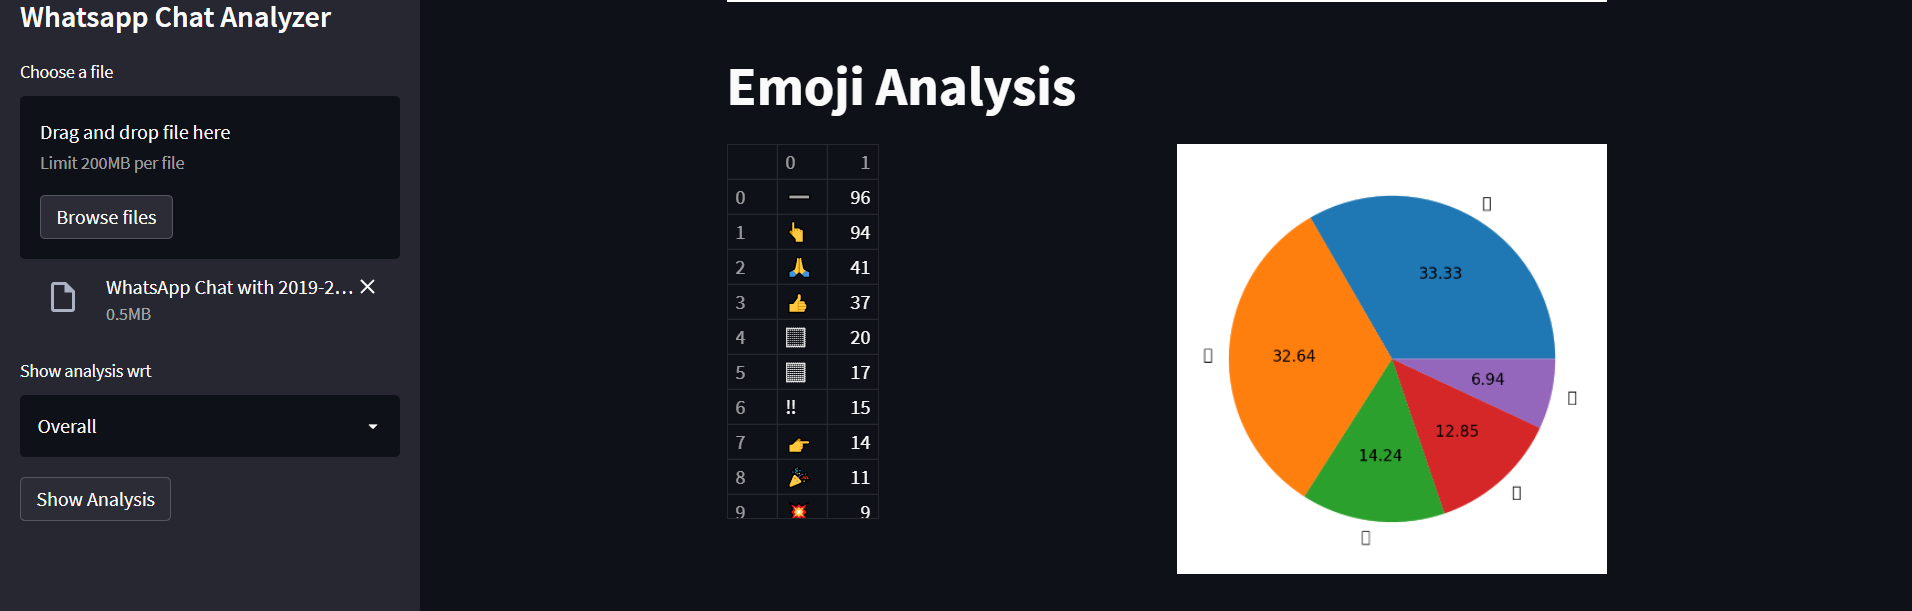 Whatsapp Chat Analyzer
Choose a file
Drag and drop file here
Limit 200MB per file
Browse files
WhatsApp Chat with 2019-2...
0.5MB
Show analysis wrt
Overall
Show Analysis
Emoji Analysis
0 1
0 ➖ 96
1 👆 94
2 🙏 41
3 👍 37
4 20
5 17
6 ‼ 15
7 👉 14
8 🎉 11
9 💥 9
33.33
32.64
6.94
12.85
14.24